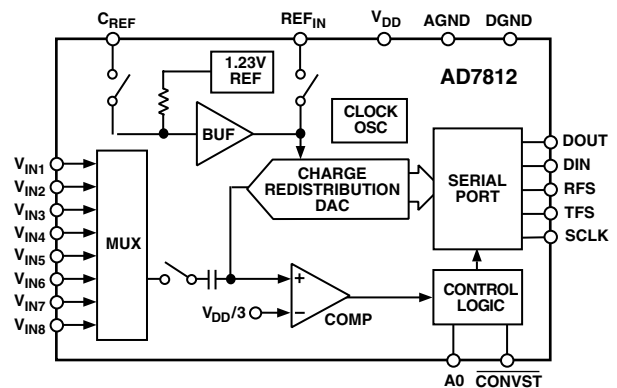 CREF
REFIN
VDD
AGND
DGND
1.23V
REF
AD7812
BUF
CLOCK
OSC
DOUT
DIN
RFS
TFS
SCLK
SERIAL
PORT
CHARGE
REDISTRIBUTION
DAC
VIN1
VIN2
VIN3
VIN4
VIN5
VIN6
VIN7
VIN8
MUX
+
−
VDD/3
COMP
CONTROL
LOGIC
A0
CONVST